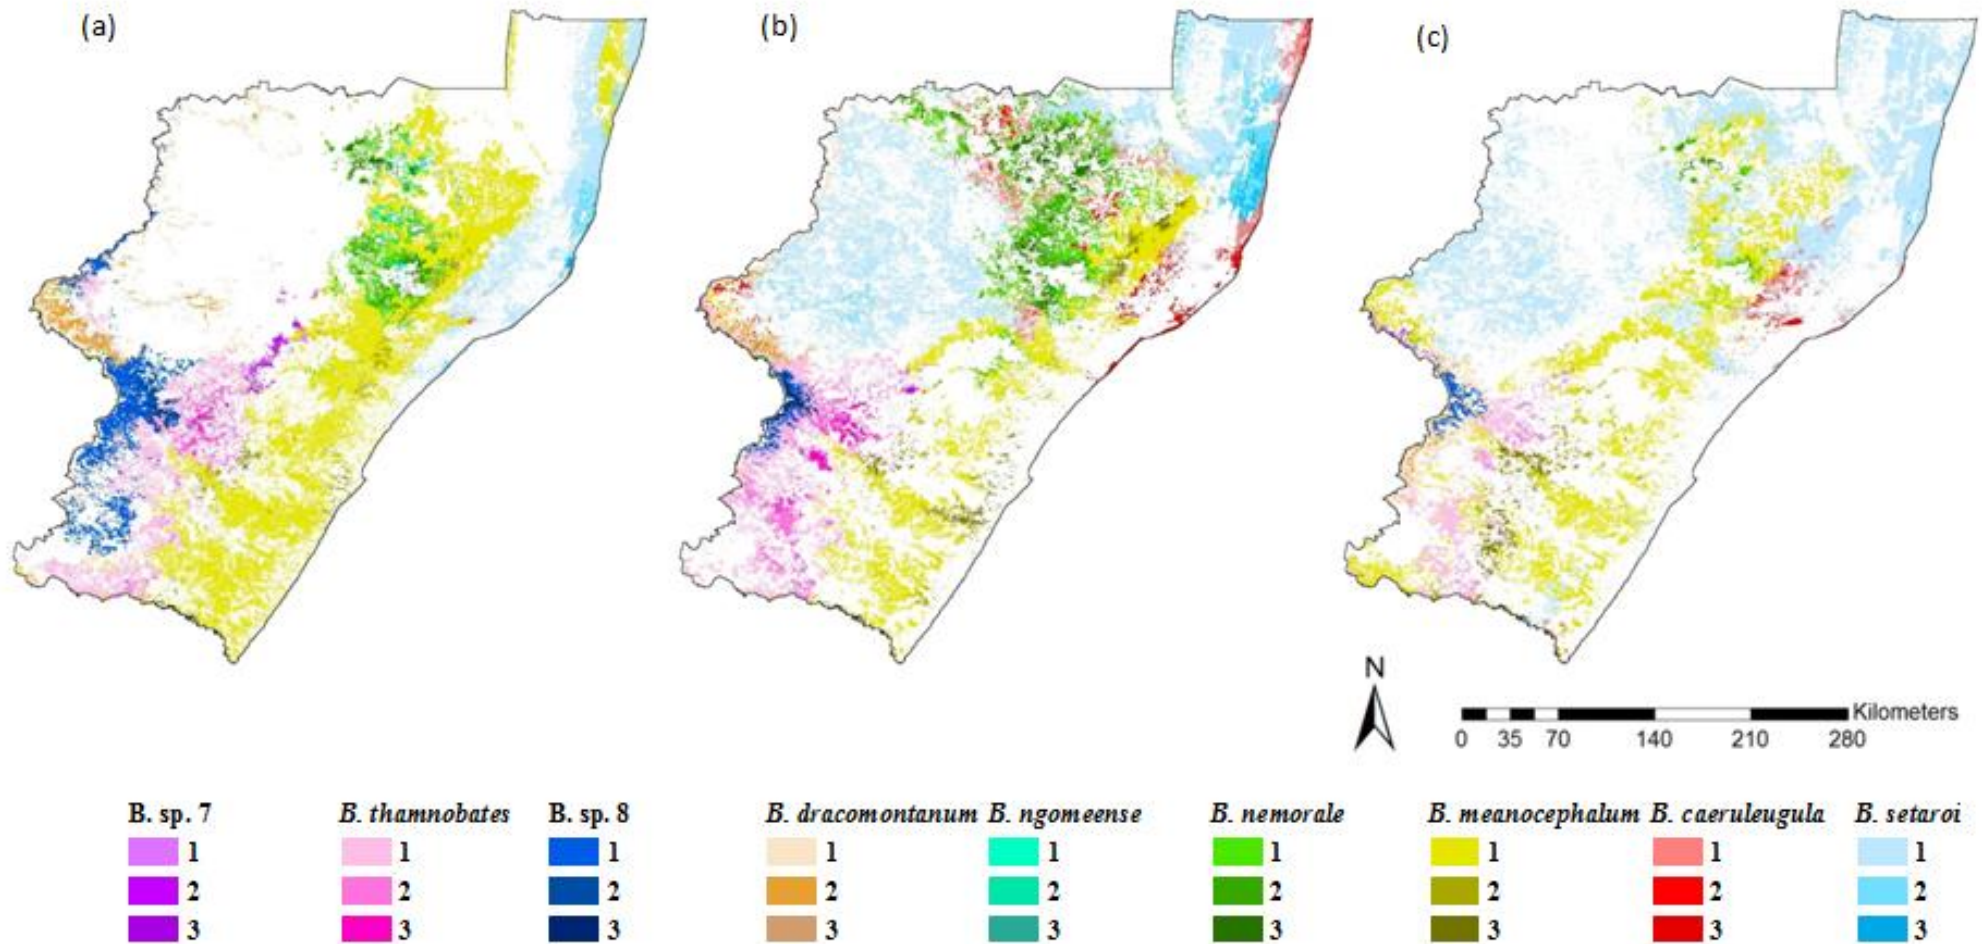 (a) (b) (c)
N
Kilometers
0 35 70 140 210 280
B. sp. 7 B. thamnobates B. sp. 8 B. dracomontanum B. ngomeense B. nemorale B. meanocephalum B. caeruleugula B. setaroi
1 1 1 1 1 1 1 1 1
2 2 2 2 2 2 2 2 2
3 3 3 3 3 3 3 3 3